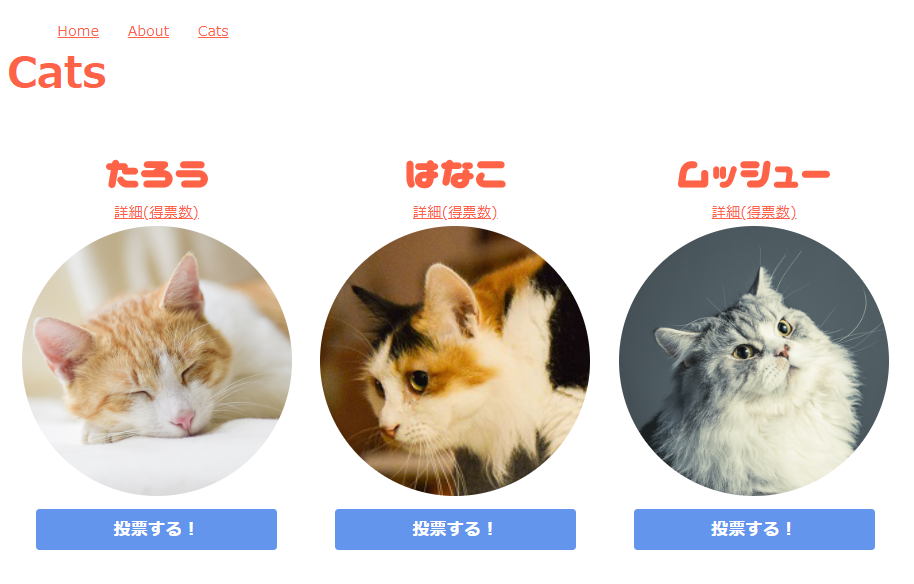 Home About Cats
Cats
たろう はなこ ムッシュー
詳細(得票数) 詳細(得票数) 詳細(得票数)
投票する！ 投票する！ 投票する！